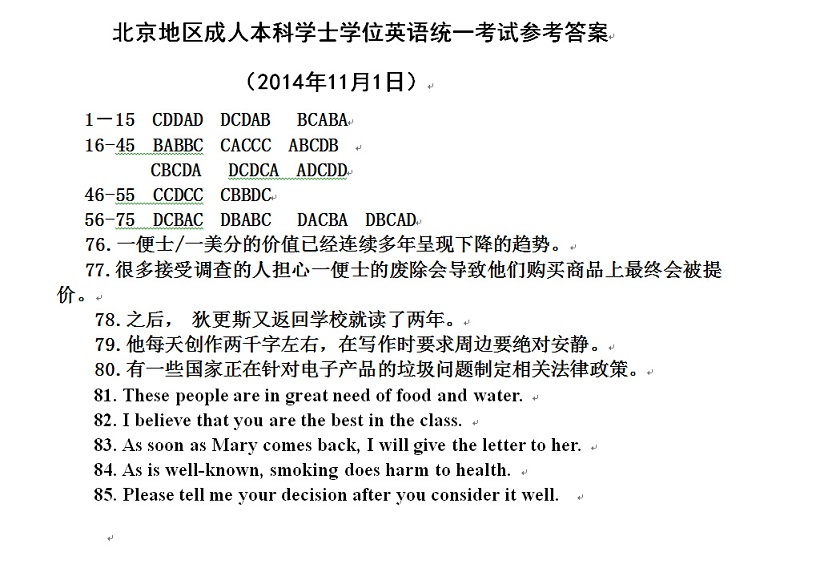 北京地区成人本科学士学位英语统一考试参考答案
（2014年11月1日）
1－15 CDDAD DCDAB BCABA
16-45 BABBC CACCC ABCDB
CBCDA DCDCA ADCDD
46-55 CCDCC CBBDC
56-75 DCBAC DBABC DACBA DBCAD
76.一便士/一美分的价值已经连续多年呈现下降的趋势。
77.很多接受调查的人担心一便士的废除会导致他们购买商品上最终会被提
价。
78.之后， 狄更斯又返回学校就读了两年。
79.他每天创作两千字左右，在写作时要求周边要绝对安静。
80.有一些国家正在针对电子产品的垃圾问题制定相关法律政策。
81. These people are in great need of food and water.
82. I believe that you are the best in the class.
83. As soon as Mary comes back, I will give the letter to her.
84. As is well-known, smoking does harm to health.
85. Please tell me your decision after you consider it well.